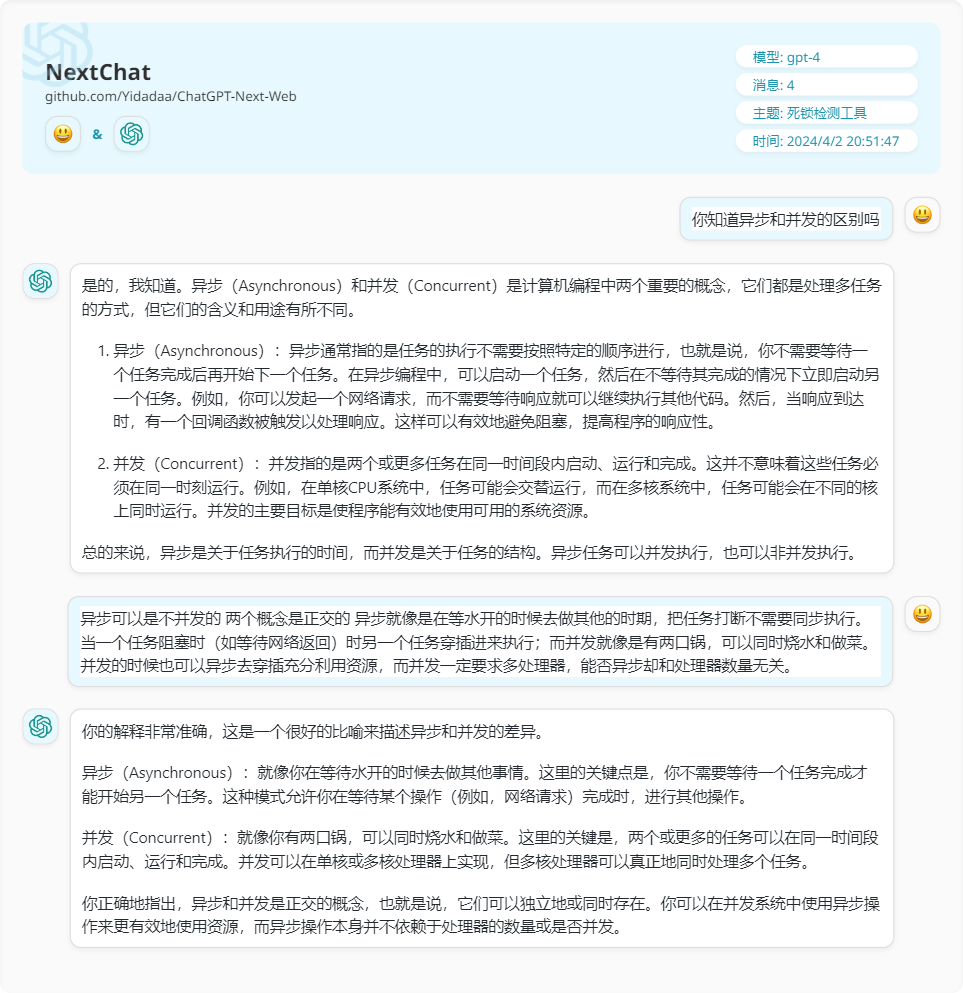 NextChat
github.com/Yidadaa/ChatGPT-Next-Web
&
模型: gpt-4
消息: 4
主题: 死锁检测工具
时间: 2024/4/2 20:51:47
你知道异步和并发的区别吗
是的，我知道。异步（Asynchronous）和并发（Concurrent）是计算机编程中两个重要的概念，它们都是处理多任务
的方式，但它们的含义和用途有所不同。
1. 异步（Asynchronous）：异步通常指的是任务的执行不需要按照特定的顺序进行，也就是说，你不需要等待一
个任务完成后再开始下一个任务。在异步编程中，可以启动一个任务，然后在不等待其完成的情况下立即启动另
一个任务。例如，你可以发起一个网络请求，而不需要等待响应就可以继续执行其他代码。然后，当响应到达
时，有一个回调函数被触发以处理响应。这样可以有效地避免阻塞，提高程序的响应性。
2. 并发（Concurrent）：并发指的是两个或更多任务在同一时间段内启动、运行和完成。这并不意味着这些任务必
须在同一时刻运行。例如，在单核CPU系统中，任务可能会交替运行，而在多核系统中，任务可能会在不同的核
上同时运行。并发的主要目标是使程序能有效地使用可用的系统资源。
总的来说，异步是关于任务执行的时间，而并发是关于任务的结构。异步任务可以并发执行，也可以非并发执行。
异步可以是不并发的 两个概念是正交的 异步就像是在等水开的时候去做其他的时期，把任务打断不需要同步执行。
当一个任务阻塞时（如等待网络返回）时另一个任务穿插进来执行；而并发就像是有两口锅，可以同时烧水和做菜。
并发的时候也可以异步去穿插充分利用资源，而并发一定要求多处理器，能否异步却和处理器数量无关。
你的解释非常准确，这是一个很好的比喻来描述异步和并发的差异。
异步（Asynchronous）：就像你在等待水开的时候去做其他事情。这里的关键点是，你不需要等待一个任务完成才
能开始另一个任务。这种模式允许你在等待某个操作（例如，网络请求）完成时，进行其他操作。
并发（Concurrent）：就像你有两口锅，可以同时烧水和做菜。这里的关键是，两个或更多的任务可以在同一时间段
内启动、运行和完成。并发可以在单核或多核处理器上实现，但多核处理器可以真正地同时处理多个任务。
你正确地指出，异步和并发是正交的概念，也就是说，它们可以独立地或同时存在。你可以在并发系统中使用异步操
作来更有效地使用资源，而异步操作本身并不依赖于处理器的数量或是否并发。